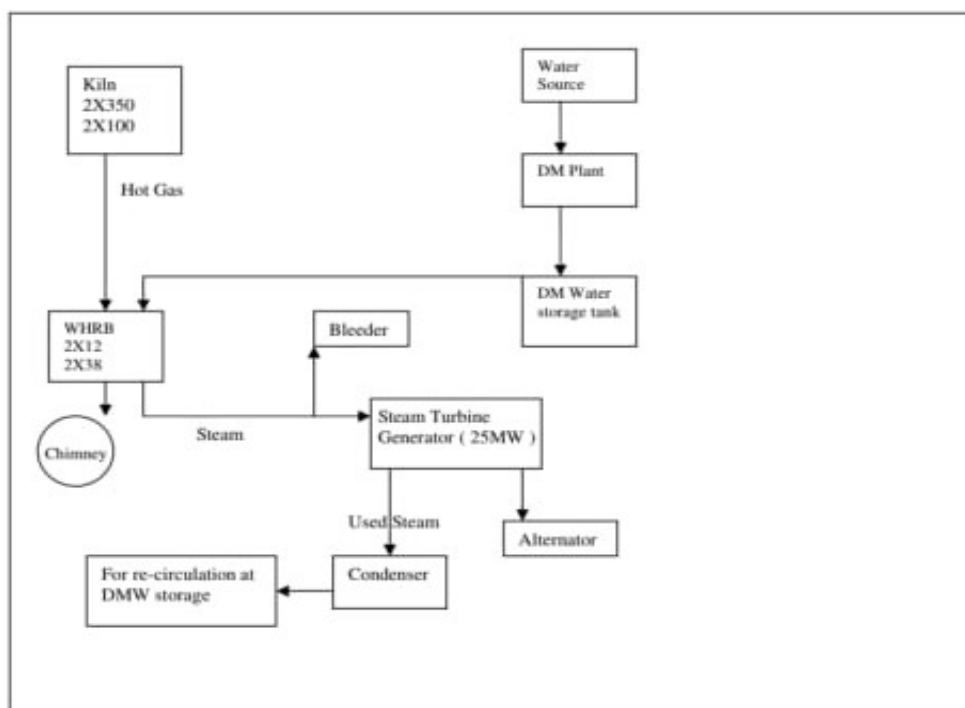 Kiln
2X350
2X100
Water
Source
DM Plant
Hot Gas
DM Water
storage tank
WHRB
2X12
2X38
Bleeder
Steam Turbine
Generator ( 25MW )
Steam
Chimney
Used Steam
Alternator
Condenser
For re-circulation at
DMW storage